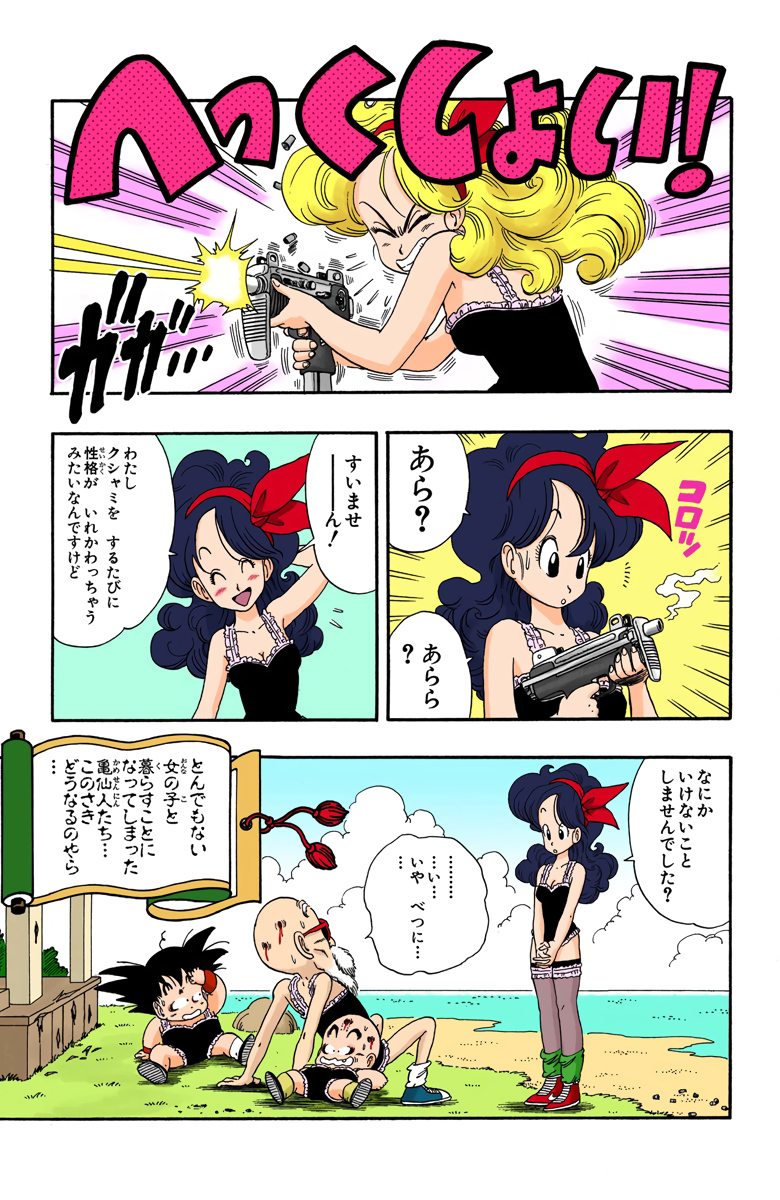 へっくしょい！
ガガガ…
あら？
コロッ
あらら
？
すいませ
——ん！
わたし
クシャミを するたびに
性格が いれかわっちゃう
みたいなんですけど
なにか
いけないこと
しませんでした？
………
…い…
いや べつに…
…
とんでもない
女の子と
暮らすことに
なってしまった
亀仙人たち…
このさき
どうなるのやら
…